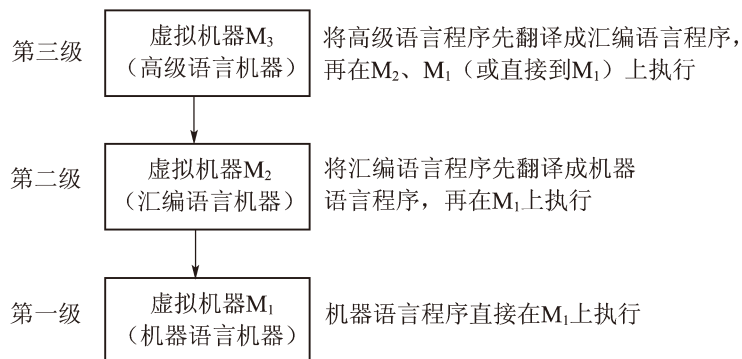 第三级
虚拟机器M₃
（高级语言机器）
将高级语言程序先翻译成汇编语言程序，
再在M₂、M₁（或直接到M₁）上执行
第二级
虚拟机器M₂
（汇编语言机器）
将汇编语言程序先翻译成机器
语言程序，再在M₁上执行
第一级
虚拟机器M₁
（机器语言机器）
机器语言程序直接在M₁上执行